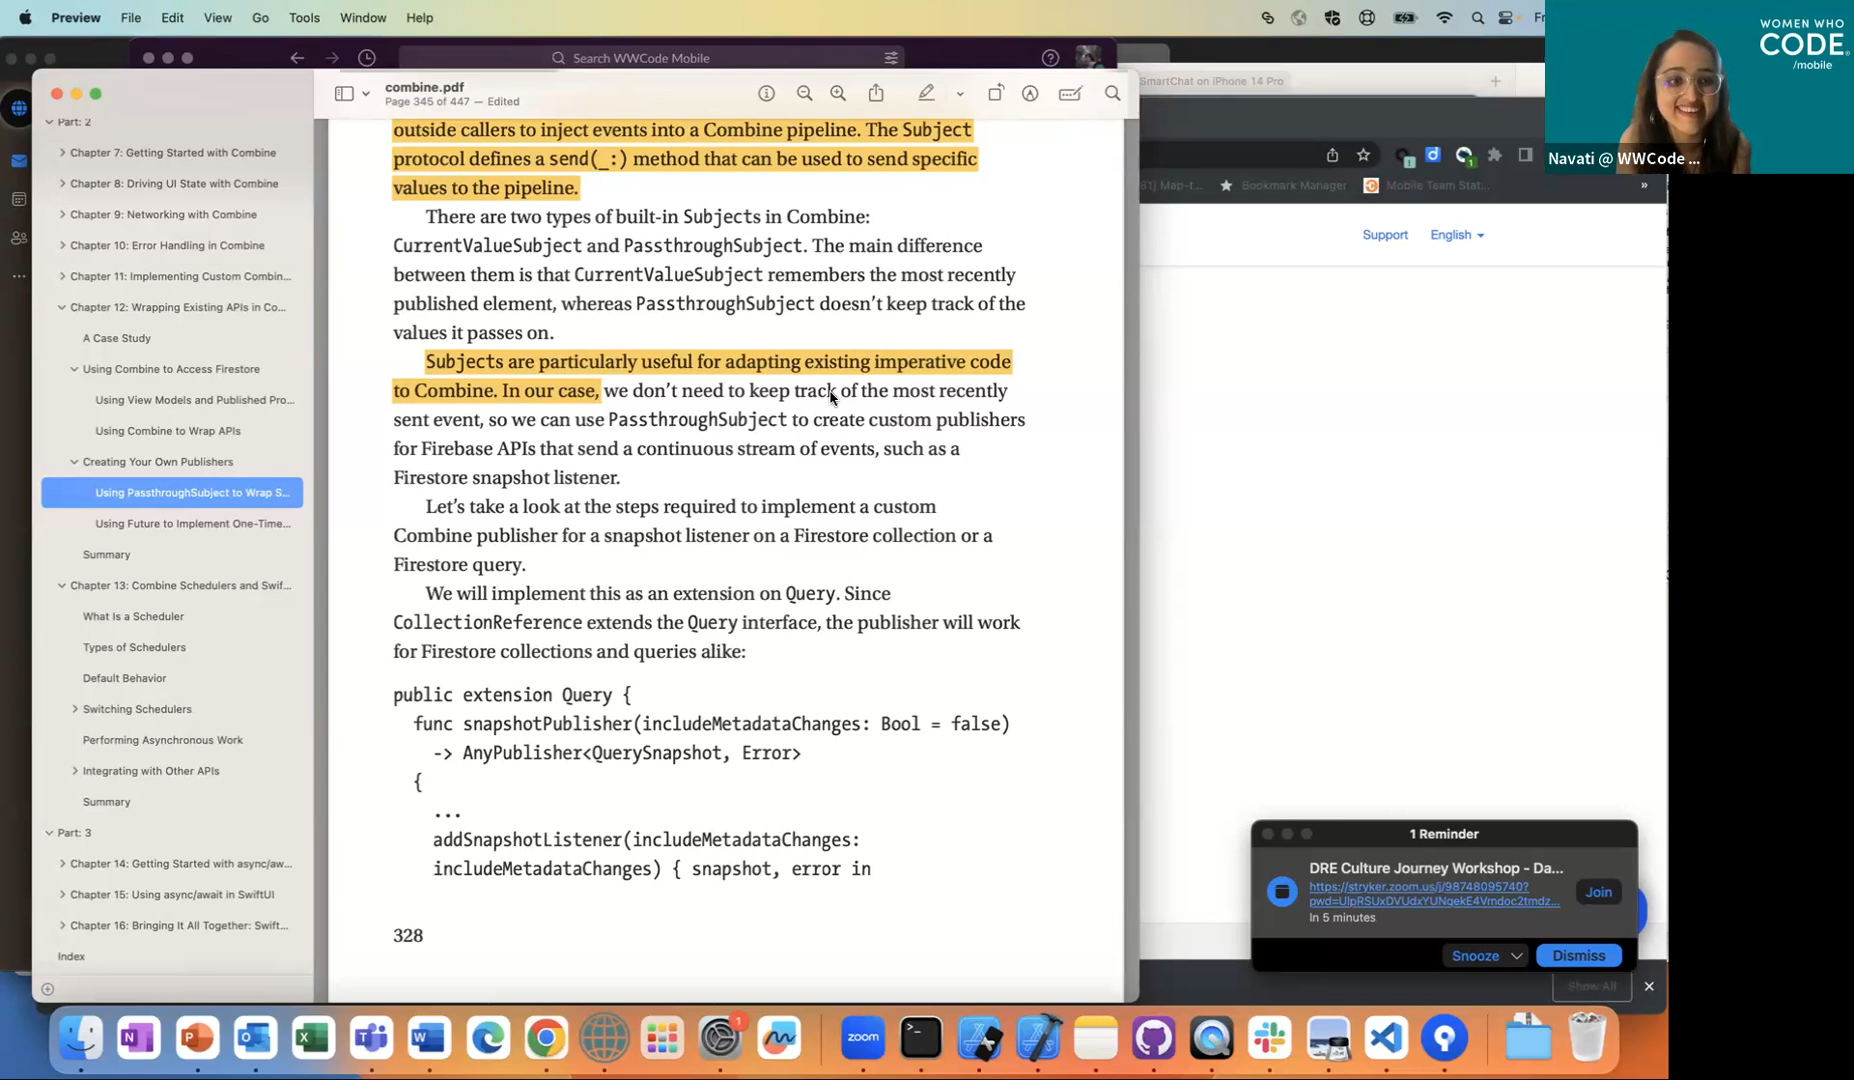 Preview File Edit View Go Tools Window Help
Search WWCode Mobile
combine.pdf
Page 345 of 447 — Edited
Part: 2
Chapter 7: Getting Started with Combine
Chapter 8: Driving UI State with Combine
Chapter 9: Networking with Combine
Chapter 10: Error Handling in Combine
Chapter 11: Implementing Custom Combin...
Chapter 12: Wrapping Existing APIs in Co...
A Case Study
Using Combine to Access Firestore
Using View Models and Published Pro...
Using Combine to Wrap APIs
Creating Your Own Publishers
Using PassthroughSubject to Wrap S...
Using Future to Implement One-Time...
Summary
Chapter 13: Combine Schedulers and Swif...
What Is a Scheduler
Types of Schedulers
Default Behavior
Switching Schedulers
Performing Asynchronous Work
Integrating with Other APIs
Summary
Part: 3
Chapter 14: Getting Started with async/aw...
Chapter 15: Using async/await in SwiftUI
Chapter 16: Bringing It All Together: Swift...
Index
outside callers to inject events into a Combine pipeline. The Subject
protocol defines a send(_:) method that can be used to send specific
values to the pipeline.
There are two types of built-in Subjects in Combine:
CurrentValueSubject and PassthroughSubject. The main difference
between them is that CurrentValueSubject remembers the most recently
published element, whereas PassthroughSubject doesn’t keep track of the
values it passes on.
Subjects are particularly useful for adapting existing imperative code
to Combine. In our case, we don’t need to keep track of the most recently
sent event, so we can use PassthroughSubject to create custom publishers
for Firebase APIs that send a continuous stream of events, such as a
Firestore snapshot listener.
Let’s take a look at the steps required to implement a custom
Combine publisher for a snapshot listener on a Firestore collection or a
Firestore query.
We will implement this as an extension on Query. Since
CollectionReference extends the Query interface, the publisher will work
for Firestore collections and queries alike:
public extension Query {
func snapshotPublisher(includeMetadataChanges: Bool = false)
-> AnyPublisher<QuerySnapshot, Error>
{
...
addSnapshotListener(includeMetadataChanges:
includeMetadataChanges) { snapshot, error in
328
SmartChat on iPhone 14 Pro
Bookmark Manager
Mobile Team Stat...
Support English
WOMEN WHO
CODE
/mobile
Navati @ WWCode ...
1 Reminder
DRE Culture Journey Workshop - Da...
https://stryker.zoom.us/j/98748095740?
In 5 minutes
Join
Snooze Dismiss
Show All
zoom
1